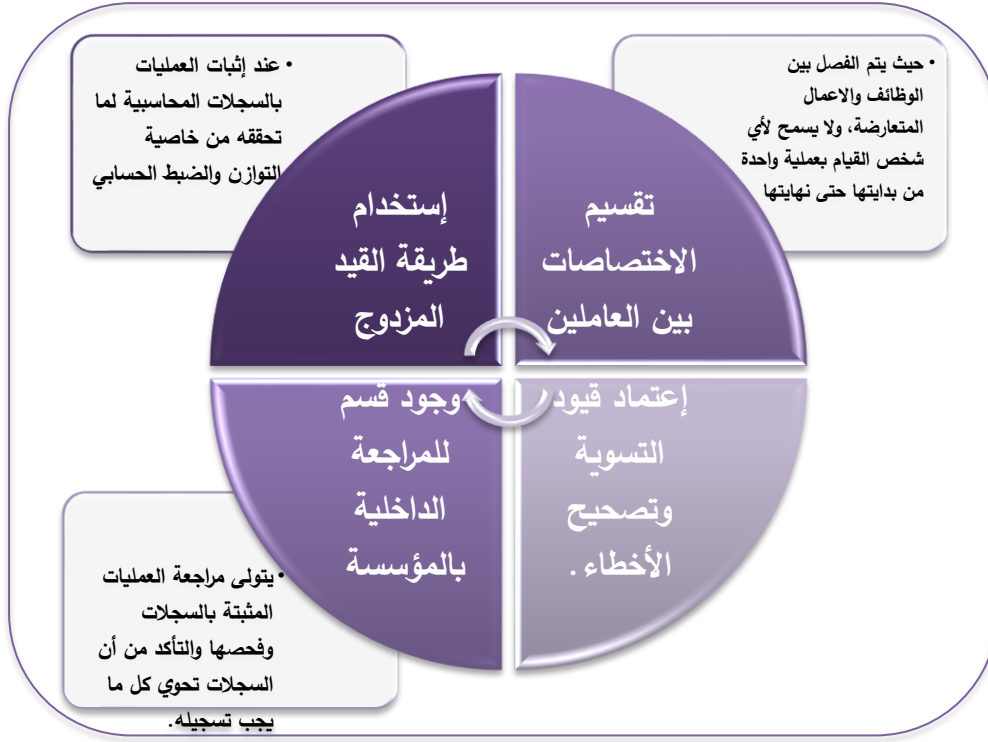 • حيث يتم الفصل بين
الوظائف والاعمال
المتعارضة، ولا يسمح لأي
شخص القيام بعملية واحدة
من بدايتها حتى نهايتها
• عند إثبات العمليات
بالسجلات المحاسبية لما
تحققه من خاصية
التوازن والضبط الحسابي
تقسيم
الاختصاصات
بين العاملين
إستخدام
طريقة القيد
المزدوج
إعتماد قيود
التسوية
وتصحيح
الأخطاء.
وجود قسم
للمراجعة
الداخلية
بالمؤسسة
• يتولى مراجعة العمليات
المثبتة بالسجلات
وفحصها والتأكد من أن
السجلات تحوي كل ما
يجب تسجيله.